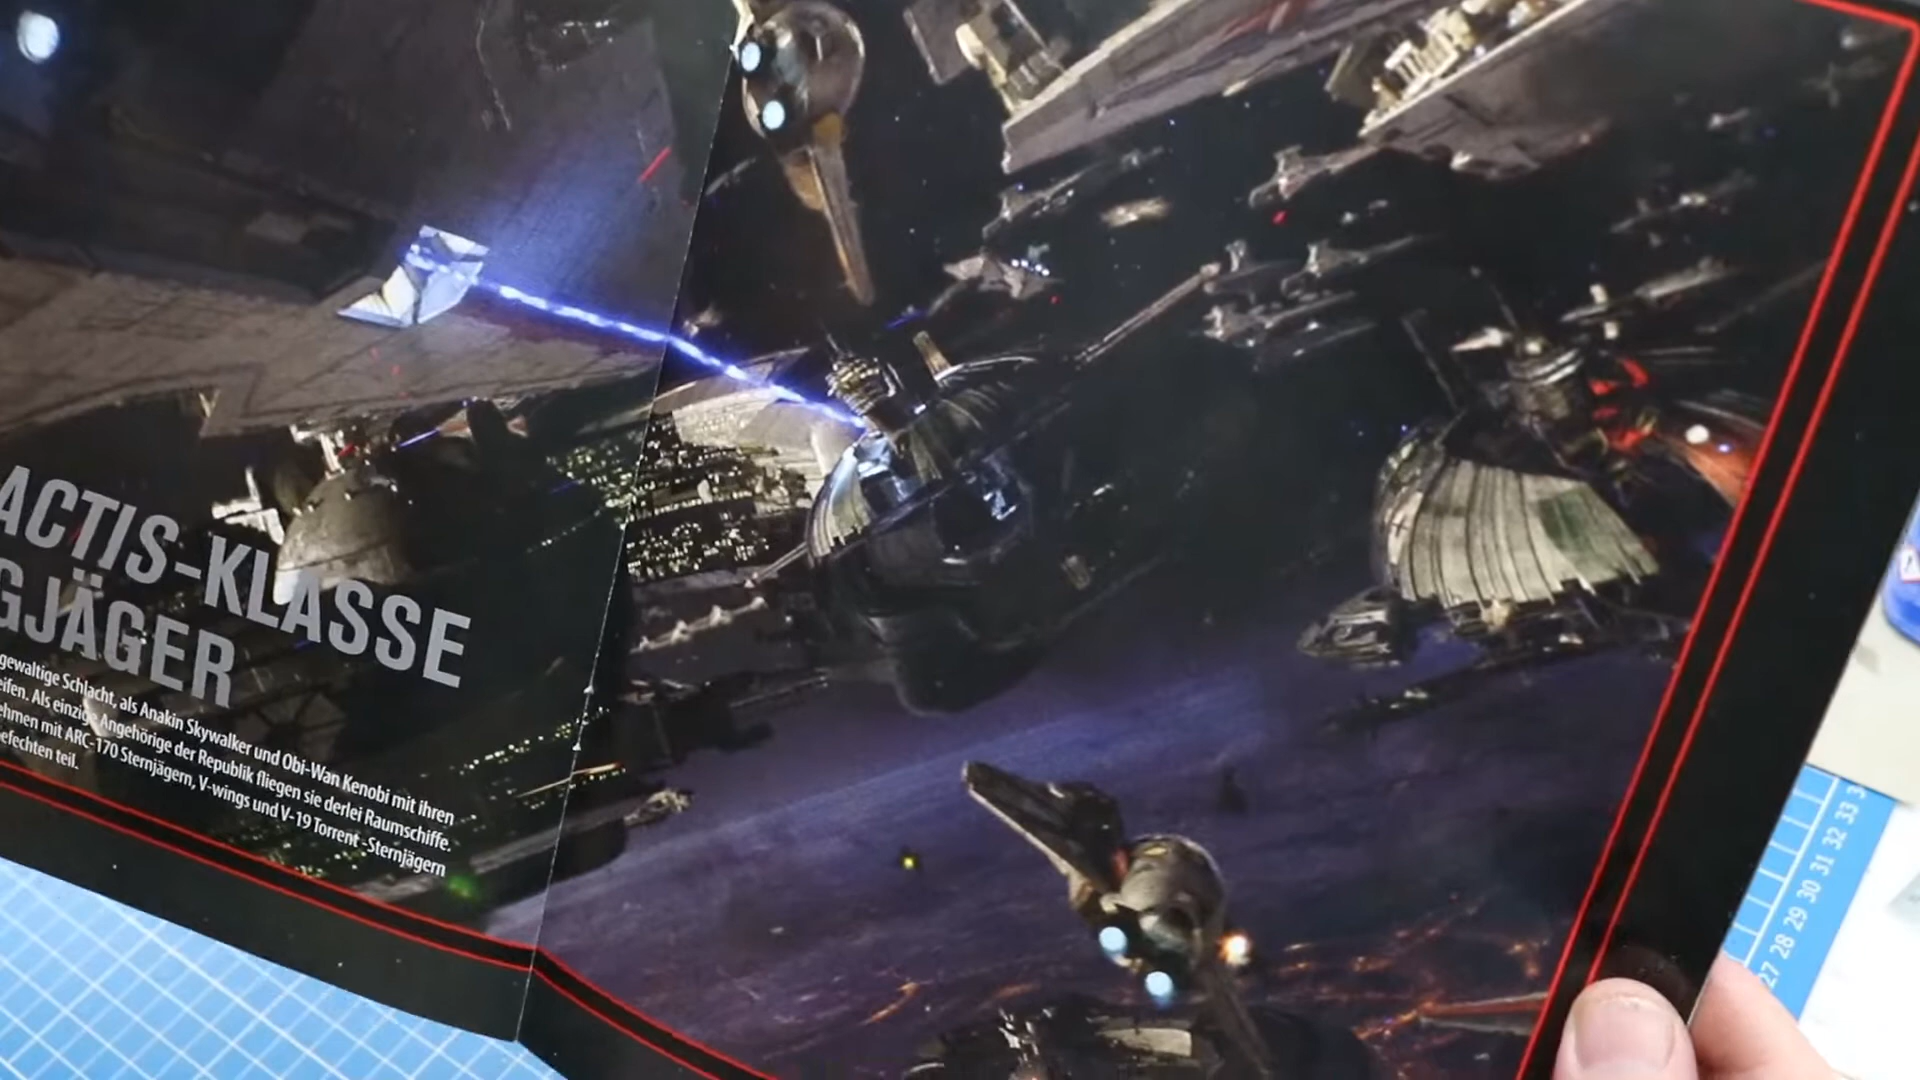 ACTIS-KLASSE
GJÄGER
gewaltige Schlacht, als Anakin Skywalker und Obi-Wan Kenobi mit ihren
eifen. Als einzige Angehörige der Republik fliegen sie derlei Raumschiffe.
ehmen mit ARC-170 Sternjägern, V-wings und V-19 Torrent -Sternjägern
efechten teil.
27 28 29 30 31 32 33